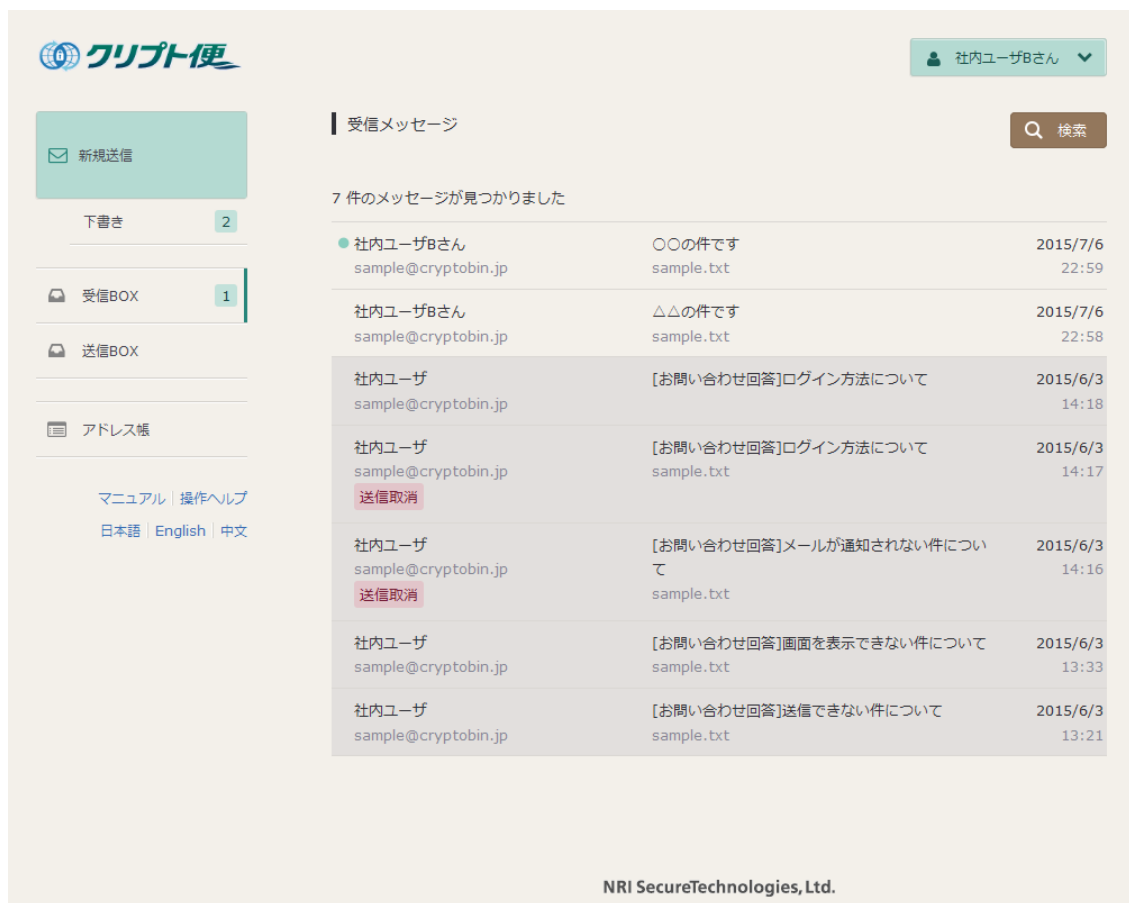 クリプト便
社内ユーザBさん
新規送信
下書き 2
受信BOX 1
送信BOX
アドレス帳
マニュアル 操作ヘルプ
日本語 English 中文
受信メッセージ
検索
7 件のメッセージが見つかりました
社内ユーザBさん 〇〇の件です 2015/7/6
sample@cryptobin.jp sample.txt 22:59
社内ユーザBさん △△の件です 2015/7/6
sample@cryptobin.jp sample.txt 22:58
社内ユーザ [お問い合わせ回答]ログイン方法について 2015/6/3
sample@cryptobin.jp 14:18
社内ユーザ [お問い合わせ回答]ログイン方法について 2015/6/3
sample@cryptobin.jp sample.txt 14:17
送信取消
社内ユーザ [お問い合わせ回答]メールが通知されない件につい 2015/6/3
sample@cryptobin.jp て 14:16
送信取消 sample.txt
社内ユーザ [お問い合わせ回答]画面を表示できない件について 2015/6/3
sample@cryptobin.jp sample.txt 13:33
社内ユーザ [お問い合わせ回答]送信できない件について 2015/6/3
sample@cryptobin.jp sample.txt 13:21
NRI SecureTechnologies, Ltd.